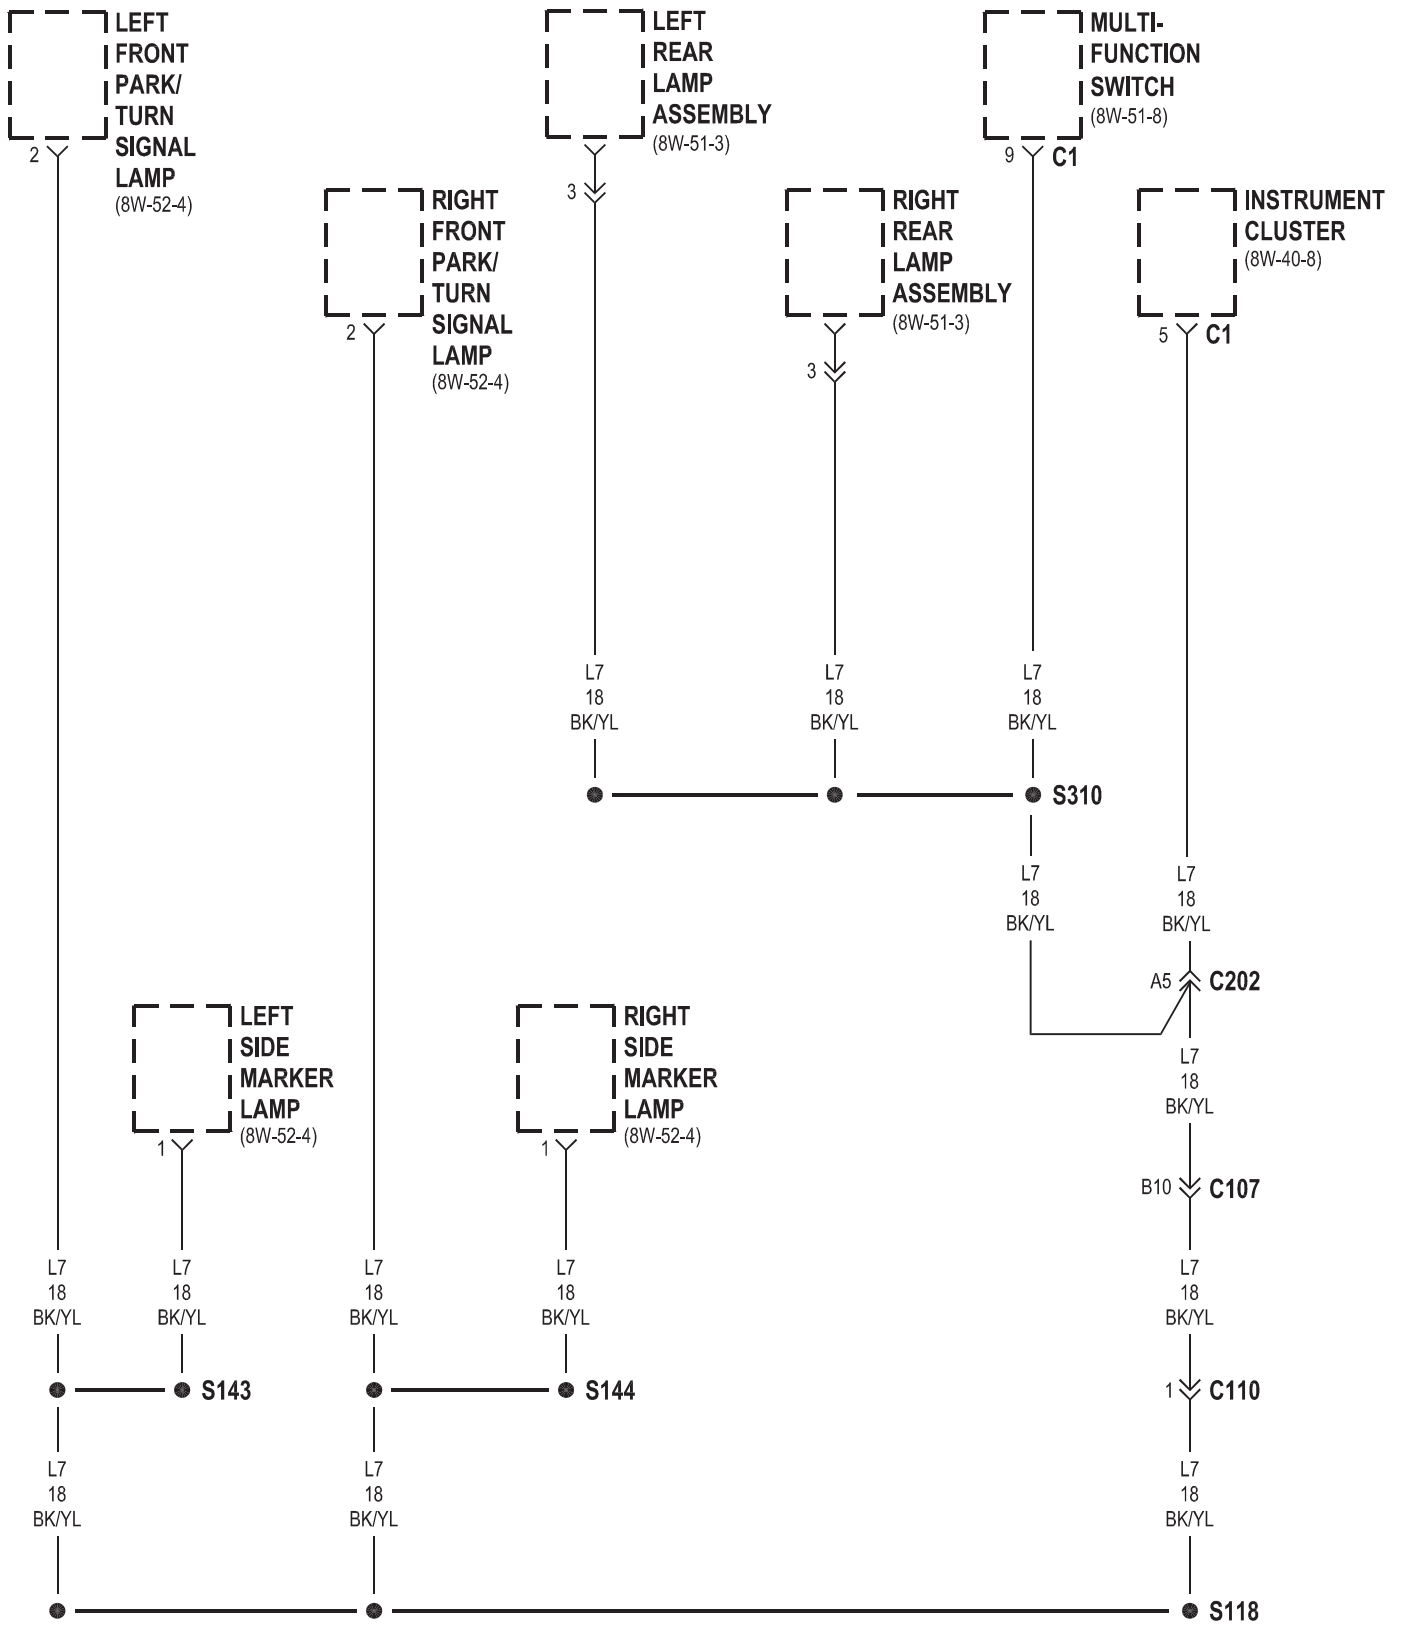 LEFT
FRONT
PARK/
TURN
SIGNAL
LAMP
(8W-52-4)
2
RIGHT
FRONT
PARK/
TURN
SIGNAL
LAMP
(8W-52-4)
2
LEFT
REAR
LAMP
ASSEMBLY
(8W-51-3)
3
RIGHT
REAR
LAMP
ASSEMBLY
(8W-51-3)
3
MULTI-
FUNCTION
SWITCH
(8W-51-8)
9 C1
INSTRUMENT
CLUSTER
(8W-40-8)
5 C1
L7
18
BK/YL
L7
18
BK/YL
L7
18
BK/YL
S310
L7
18
BK/YL
L7
18
BK/YL
A5 C202
L7
18
BK/YL
B10 C107
LEFT
SIDE
MARKER
LAMP
(8W-52-4)
1
RIGHT
SIDE
MARKER
LAMP
(8W-52-4)
1
L7
18
BK/YL
L7
18
BK/YL
L7
18
BK/YL
L7
18
BK/YL
L7
18
BK/YL
S143
S144
1 C110
L7
18
BK/YL
L7
18
BK/YL
L7
18
BK/YL
S118